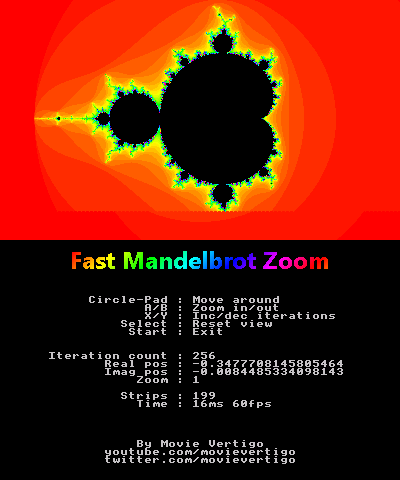 Fast Mandelbrot Zoom
Circle-Pad : Move around
A/B : Zoom in/out
X/Y : Inc/dec iterations
Select : Reset view
Start : Exit
Iteration count : 256
Real pos : -0.3477708145805464
Imag pos : -0.0084485334098143
Zoom : 1
Strips : 199
Time : 16ms 60fps
By Movie Vertigo
youtube.com/movievertigo
twitter.com/movievertigo